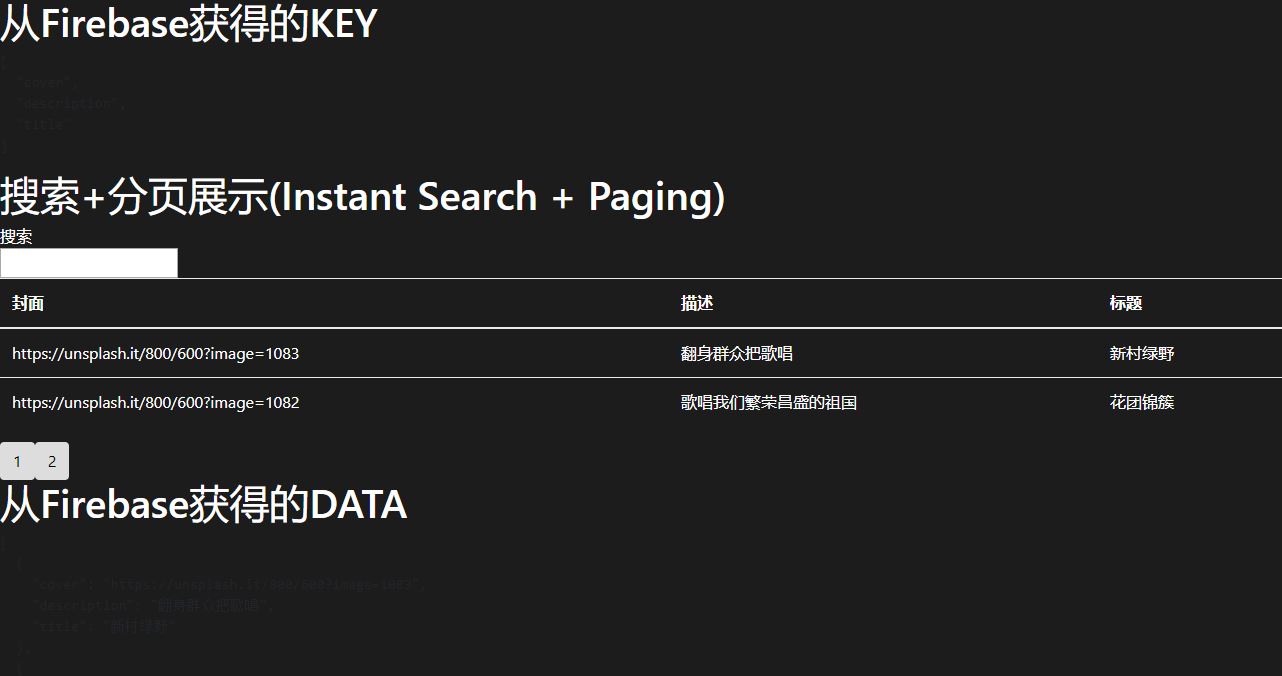 从Firebase获得的KEY
[
"cover",
"description",
"title"
]
搜索+分页展示(Instant Search + Paging)
搜索
封面 描述 标题
https://unsplash.it/800/600?image=1083 翻身群众把歌唱 新村绿野
https://unsplash.it/800/600?image=1082 歌唱我们繁荣昌盛的祖国 花团锦簇
1 2
从Firebase获得的DATA
[
{
"cover": "https://unsplash.it/800/600?image=1083",
"description": "翻身群众把歌唱",
"title": "新村绿野"
},
{